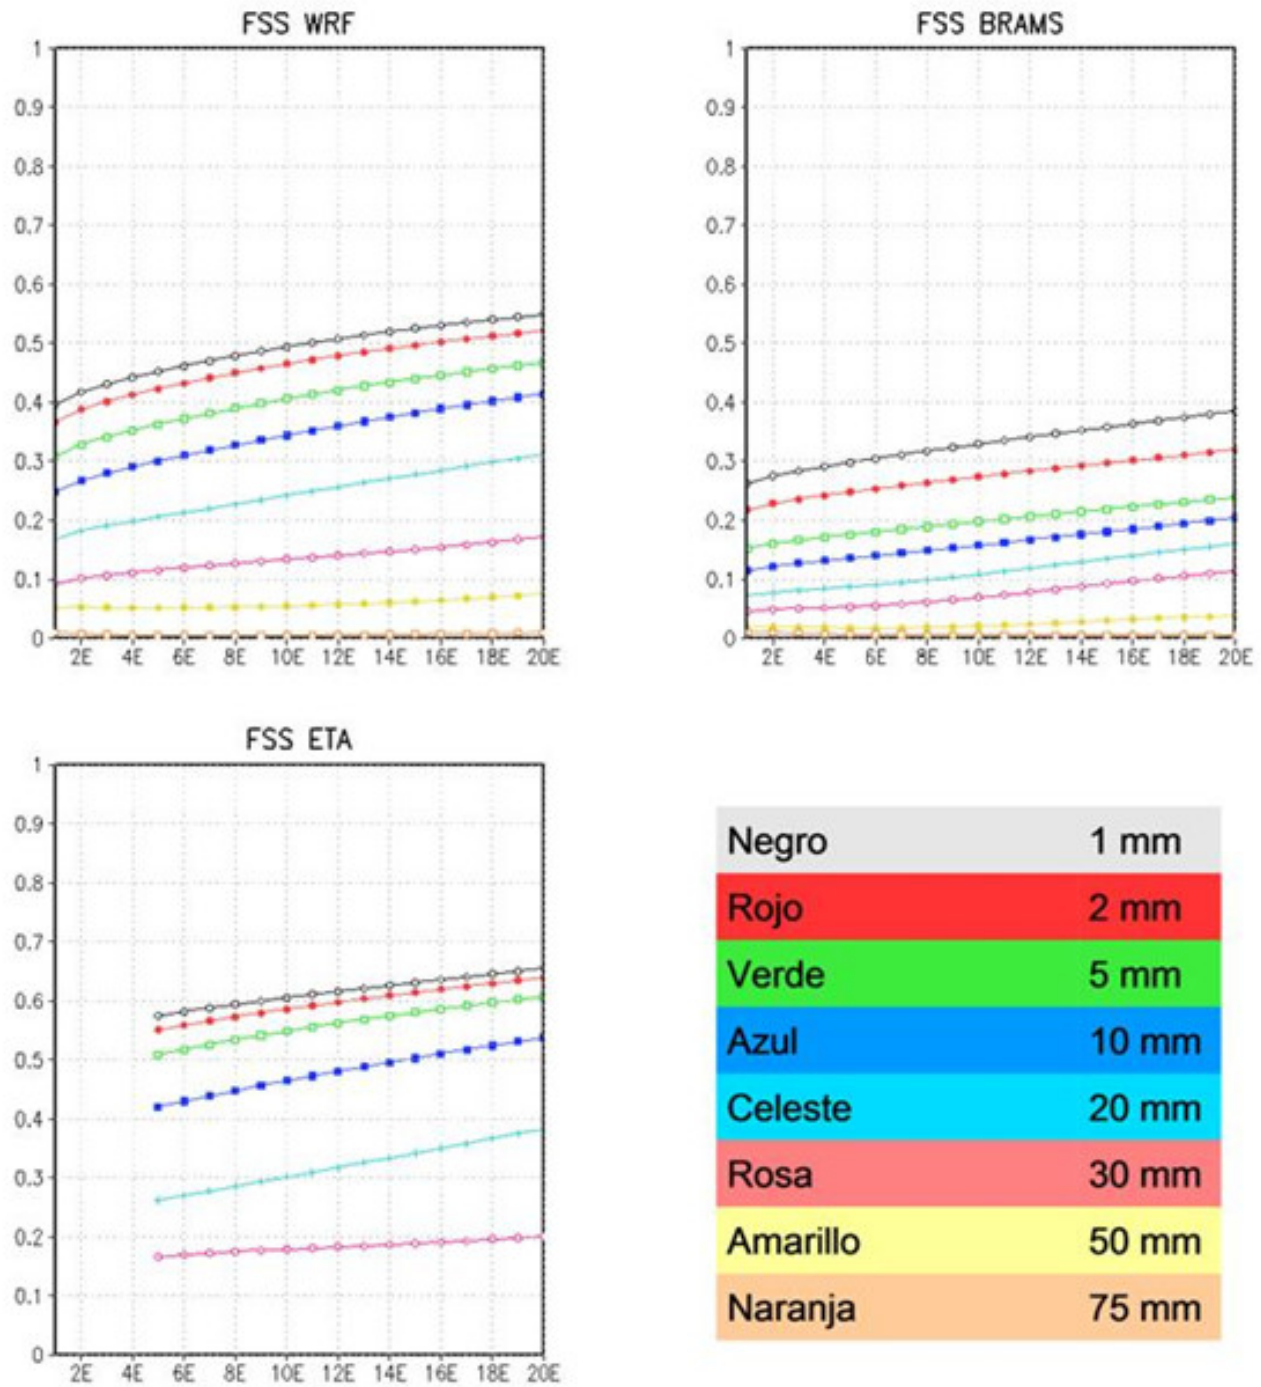 FSS WRF
1
0.9
0.8
0.7
0.6
0.5
0.4
0.3
0.2
0.1
0
2E 4E 6E 8E 10E 12E 14E 16E 18E 20E
FSS BRAMS
1
0.9
0.8
0.7
0.6
0.5
0.4
0.3
0.2
0.1
0
2E 4E 6E 8E 10E 12E 14E 16E 18E 20E
FSS ETA
1
0.9
0.8
0.7
0.6
0.5
0.4
0.3
0.2
0.1
0
2E 4E 6E 8E 10E 12E 14E 16E 18E 20E
Negro 1 mm
Rojo 2 mm
Verde 5 mm
Azul 10 mm
Celeste 20 mm
Rosa 30 mm
Amarillo 50 mm
Naranja 75 mm